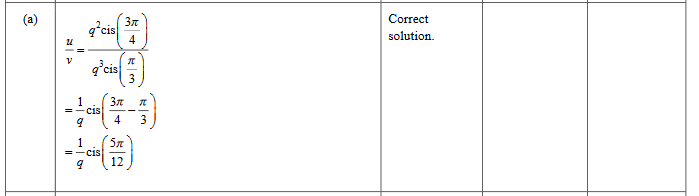 (a)
u/v = q²cis(3π/4) / q³cis(π/3)
= 1/q cis(3π/4 − π/3)
= 1/q cis(5π/12)
Correct
solution.